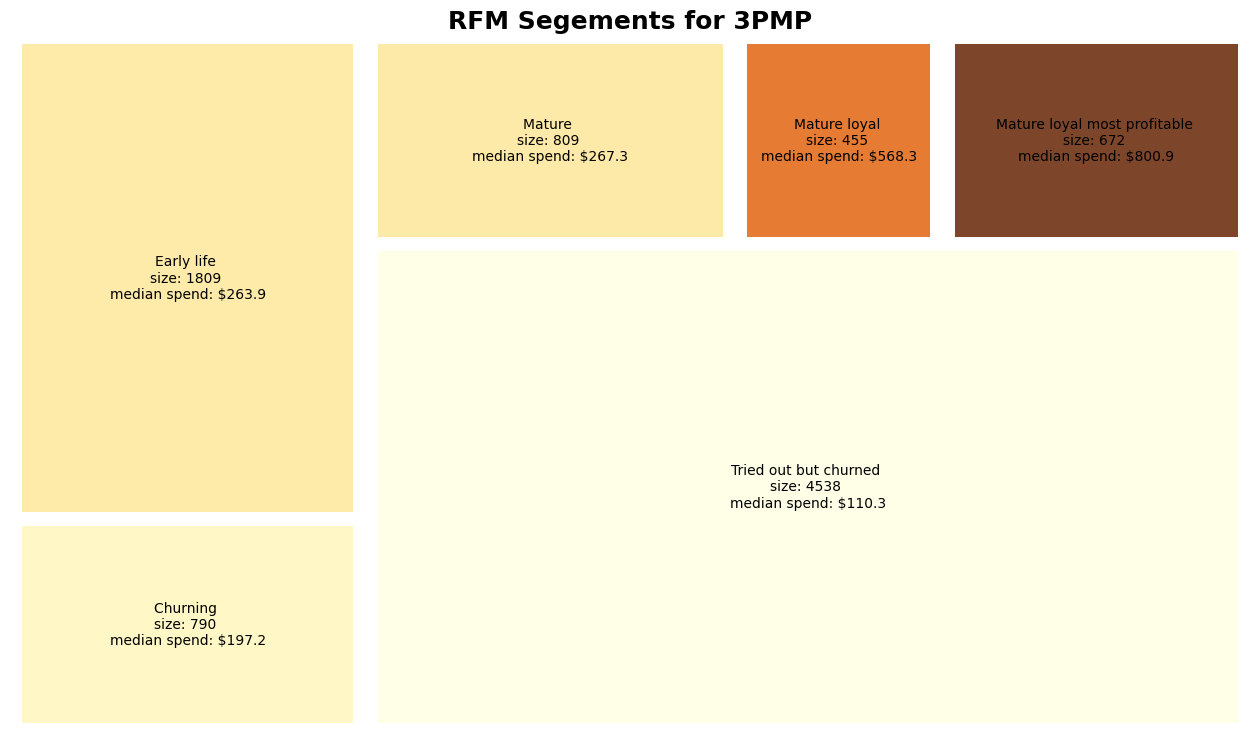 RFM Segements for 3PMP
Early life
size: 1809
median spend: $263.9
Churning
size: 790
median spend: $197.2
Mature
size: 809
median spend: $267.3
Mature loyal
size: 455
median spend: $568.3
Mature loyal most profitable
size: 672
median spend: $800.9
Tried out but churned
size: 4538
median spend: $110.3